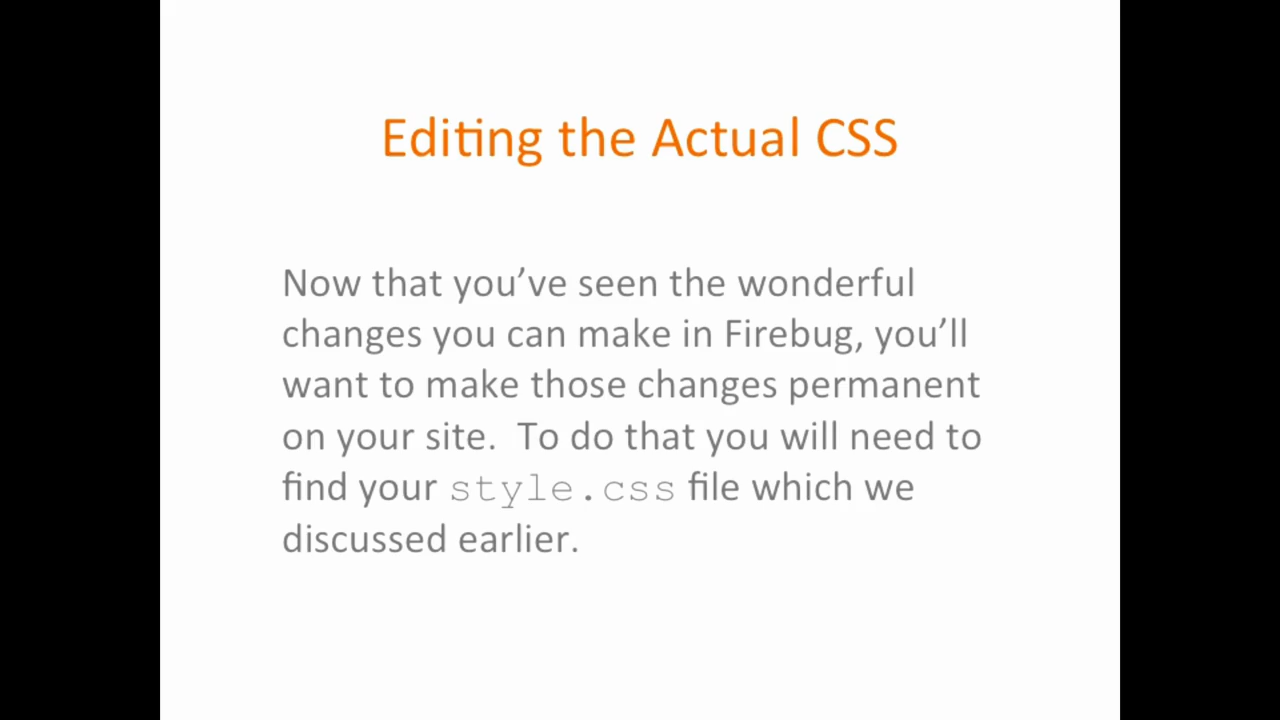 Editing the Actual CSS
Now that you’ve seen the wonderful
changes you can make in Firebug, you’ll
want to make those changes permanent
on your site.  To do that you will need to
find your style.css file which we
discussed earlier.